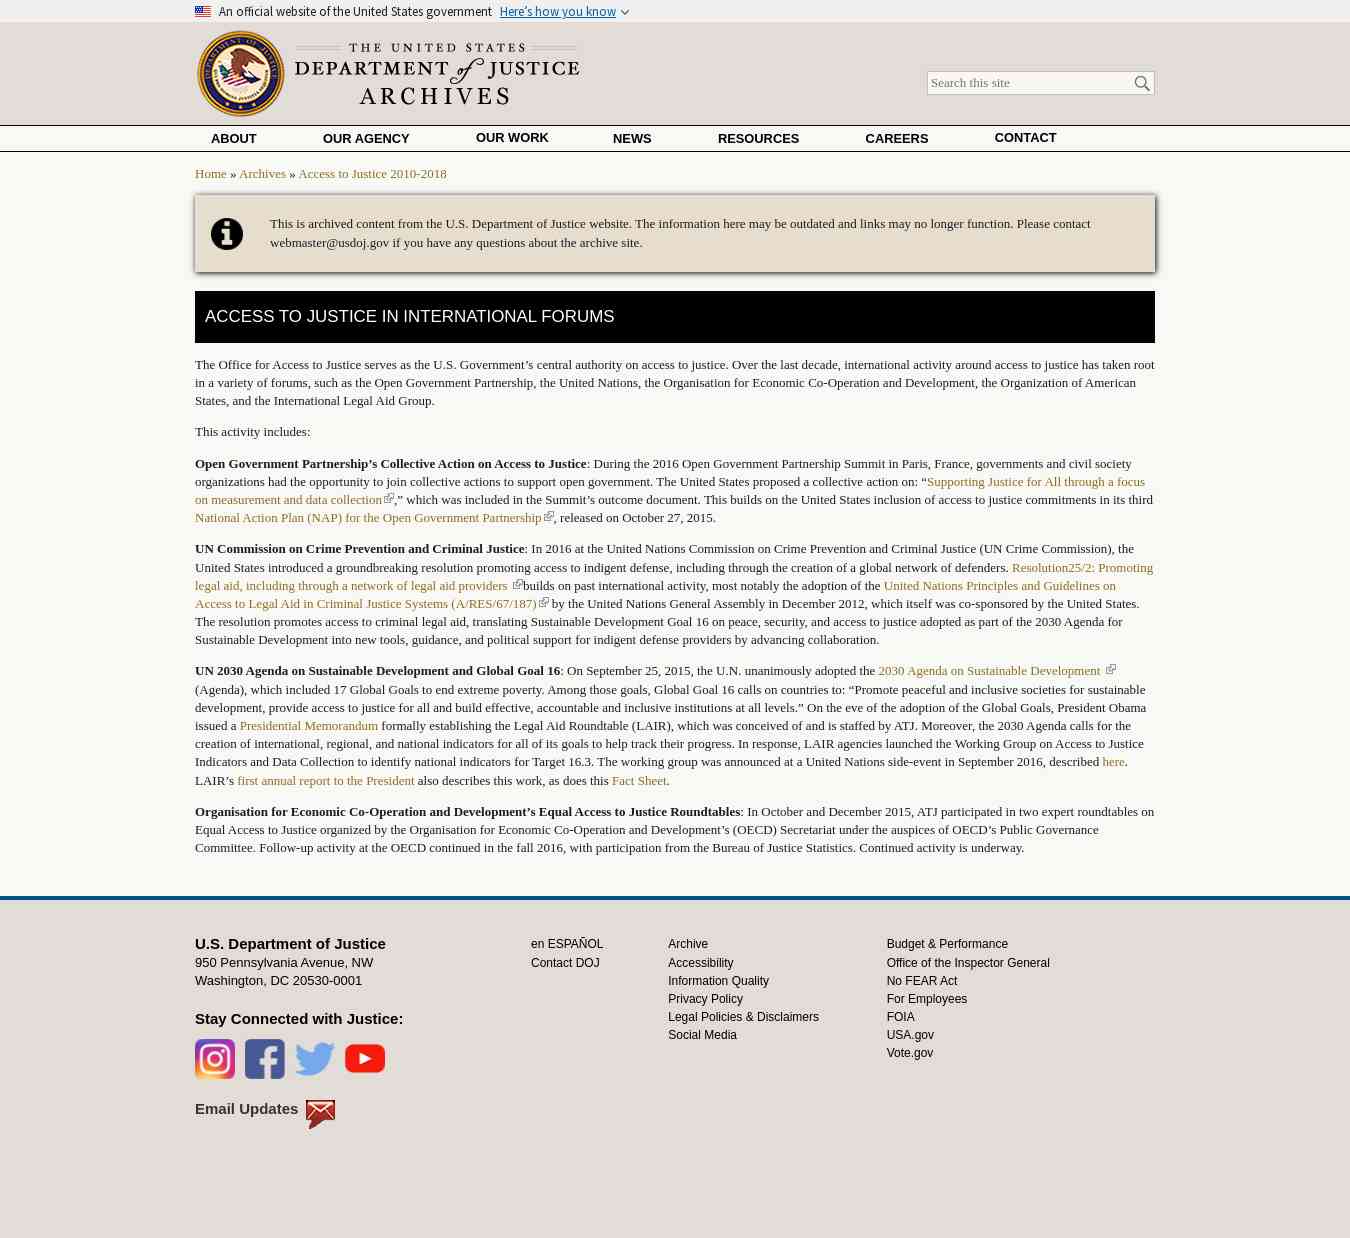 An official website of the United States government Here's how you know
THE UNITED STATES
DEPARTMENT of JUSTICE
ARCHIVES
Search this site
ABOUT OUR AGENCY OUR WORK NEWS RESOURCES CAREERS CONTACT
Home » Archives » Access to Justice 2010-2018
This is archived content from the U.S. Department of Justice website. The information here may be outdated and links may no longer function. Please contact
webmaster@usdoj.gov if you have any questions about the archive site.
ACCESS TO JUSTICE IN INTERNATIONAL FORUMS
The Office for Access to Justice serves as the U.S. Government’s central authority on access to justice. Over the last decade, international activity around access to justice has taken root
in a variety of forums, such as the Open Government Partnership, the United Nations, the Organisation for Economic Co-Operation and Development, the Organization of American
States, and the International Legal Aid Group.
This activity includes:
Open Government Partnership’s Collective Action on Access to Justice: During the 2016 Open Government Partnership Summit in Paris, France, governments and civil society
organizations had the opportunity to join collective actions to support open government. The United States proposed a collective action on: “Supporting Justice for All through a focus
on measurement and data collection,” which was included in the Summit’s outcome document. This builds on the United States inclusion of access to justice commitments in its third
National Action Plan (NAP) for the Open Government Partnership, released on October 27, 2015.
UN Commission on Crime Prevention and Criminal Justice: In 2016 at the United Nations Commission on Crime Prevention and Criminal Justice (UN Crime Commission), the
United States introduced a groundbreaking resolution promoting access to indigent defense, including through the creation of a global network of defenders. Resolution25/2: Promoting
legal aid, including through a network of legal aid providers builds on past international activity, most notably the adoption of the United Nations Principles and Guidelines on
Access to Legal Aid in Criminal Justice Systems (A/RES/67/187) by the United Nations General Assembly in December 2012, which itself was co-sponsored by the United States.
The resolution promotes access to criminal legal aid, translating Sustainable Development Goal 16 on peace, security, and access to justice adopted as part of the 2030 Agenda for
Sustainable Development into new tools, guidance, and political support for indigent defense providers by advancing collaboration.
UN 2030 Agenda on Sustainable Development and Global Goal 16: On September 25, 2015, the U.N. unanimously adopted the 2030 Agenda on Sustainable Development
(Agenda), which included 17 Global Goals to end extreme poverty. Among those goals, Global Goal 16 calls on countries to: “Promote peaceful and inclusive societies for sustainable
development, provide access to justice for all and build effective, accountable and inclusive institutions at all levels.” On the eve of the adoption of the Global Goals, President Obama
issued a Presidential Memorandum formally establishing the Legal Aid Roundtable (LAIR), which was conceived of and is staffed by ATJ. Moreover, the 2030 Agenda calls for the
creation of international, regional, and national indicators for all of its goals to help track their progress. In response, LAIR agencies launched the Working Group on Access to Justice
Indicators and Data Collection to identify national indicators for Target 16.3. The working group was announced at a United Nations side-event in September 2016, described here.
LAIR’s first annual report to the President also describes this work, as does this Fact Sheet.
Organisation for Economic Co-Operation and Development’s Equal Access to Justice Roundtables: In October and December 2015, ATJ participated in two expert roundtables on
Equal Access to Justice organized by the Organisation for Economic Co-Operation and Development’s (OECD) Secretariat under the auspices of OECD’s Public Governance
Committee. Follow-up activity at the OECD continued in the fall 2016, with participation from the Bureau of Justice Statistics. Continued activity is underway.
U.S. Department of Justice
950 Pennsylvania Avenue, NW
Washington, DC 20530-0001
Stay Connected with Justice:
Email Updates
en ESPAÑOL
Contact DOJ
Archive
Accessibility
Information Quality
Privacy Policy
Legal Policies & Disclaimers
Social Media
Budget & Performance
Office of the Inspector General
No FEAR Act
For Employees
FOIA
USA.gov
Vote.gov